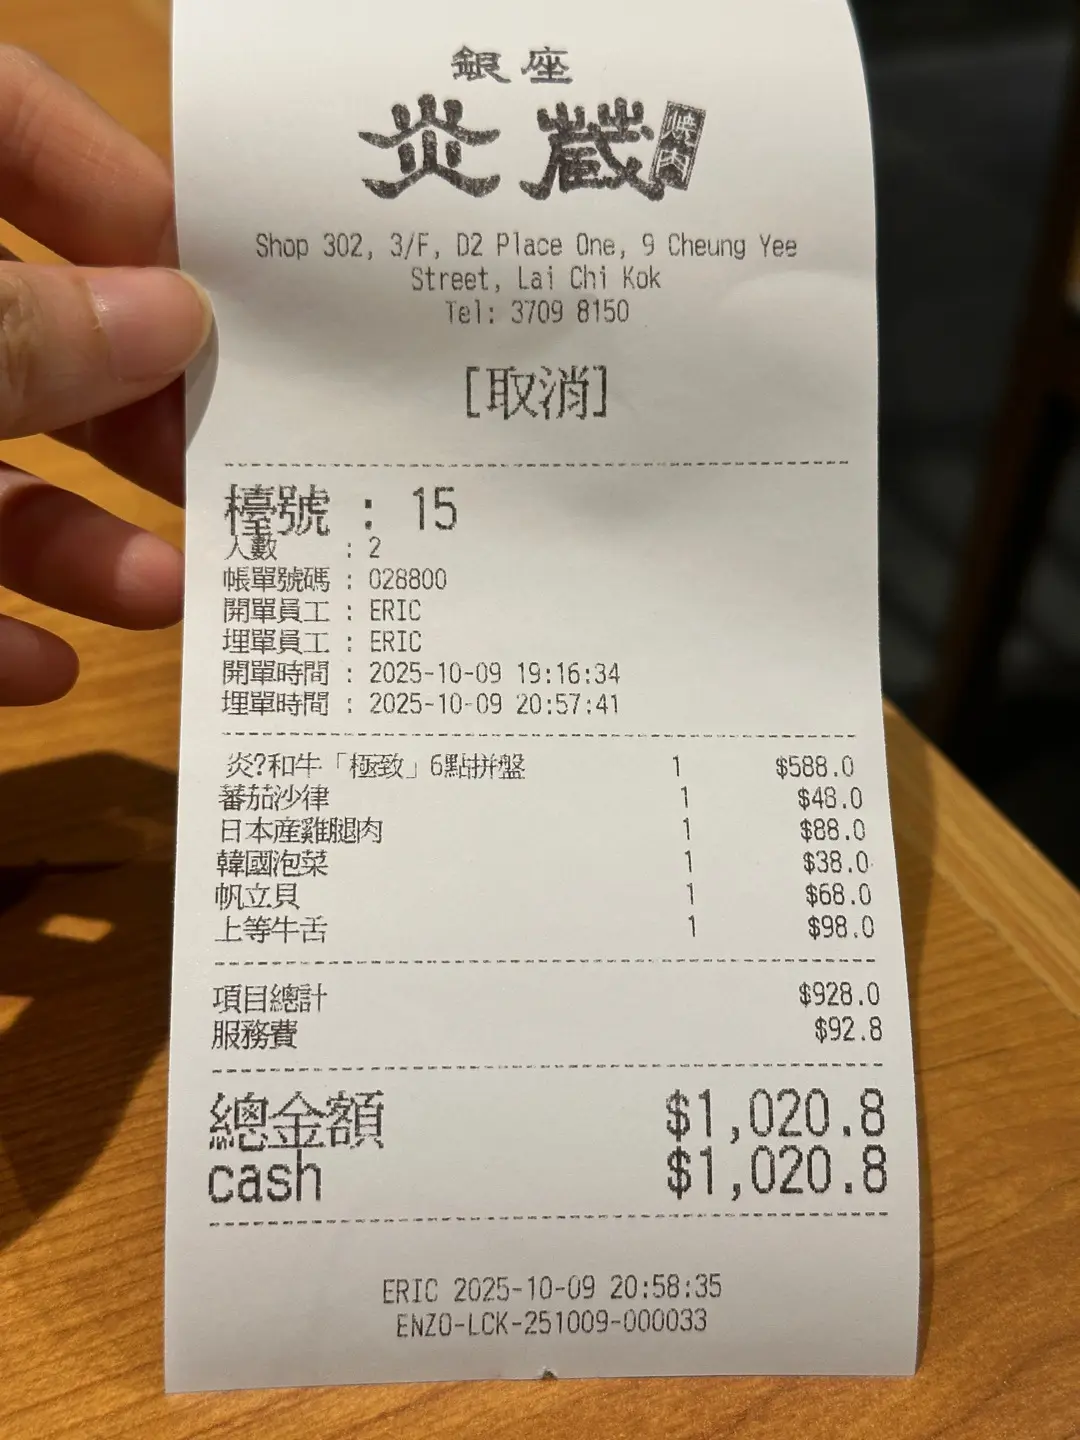 銀座
炎蔵 焼肉
Shop 302, 3/F, D2 Place One, 9 Cheung Yee
Street, Lai Chi Kok
Tel: 3709 8150
[取消]
檯號 : 15
人數 : 2
帳單號碼 : 028800
開單員工 : ERIC
埋單員工 : ERIC
開單時間 : 2025-10-09 19:16:34
埋單時間 : 2025-10-09 20:57:41
炎?和牛「極致」6點拼盤 1 $588.0
蕃茄沙律 1 $48.0
日本産雞腿肉 1 $88.0
韓國泡菜 1 $38.0
帆立貝 1 $68.0
上等牛舌 1 $98.0
項目總計 $928.0
服務費 $92.8
總金額 $1,020.8
cash $1,020.8
ERIC 2025-10-09 20:58:35
ENZO-LCK-251009-000033